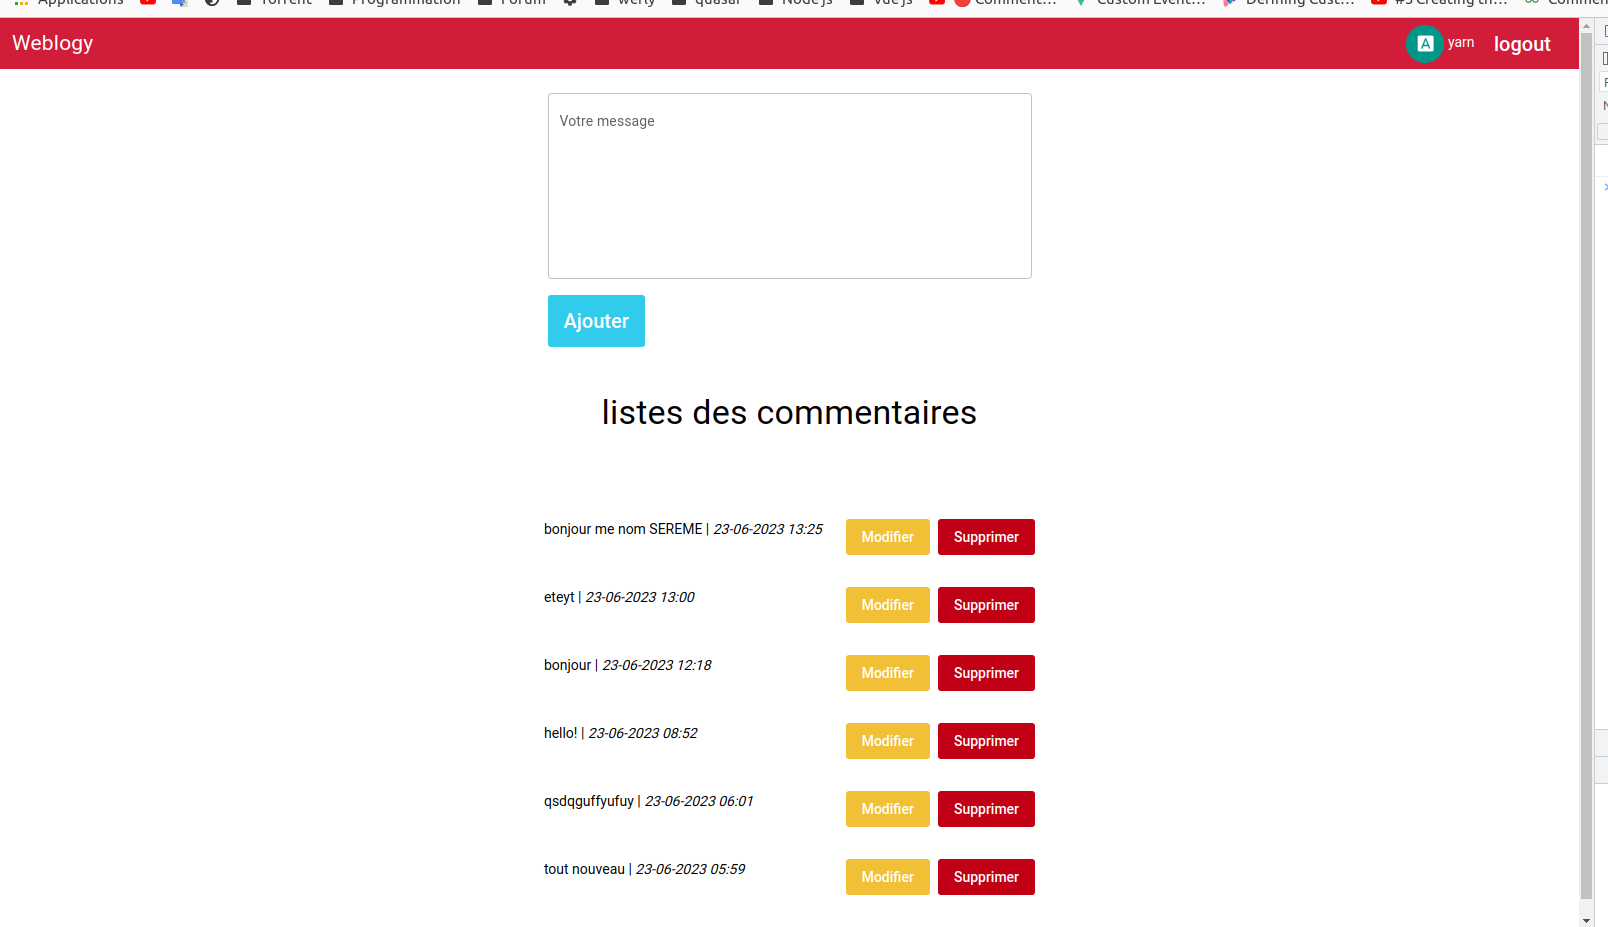 Applications Torrent Programmation Forum werly quasar Node js vue js Comment... Custom Event... Defining Cust... #3 Creating th... Commen
Weblogy
A yarn logout
Votre message
Ajouter
listes des commentaires
bonjour me nom SEREME | 23-06-2023 13:25 Modifier Supprimer
eteyt | 23-06-2023 13:00 Modifier Supprimer
bonjour | 23-06-2023 12:18 Modifier Supprimer
hello! | 23-06-2023 08:52 Modifier Supprimer
qsdqguffyufuy | 23-06-2023 06:01 Modifier Supprimer
tout nouveau | 23-06-2023 05:59 Modifier Supprimer